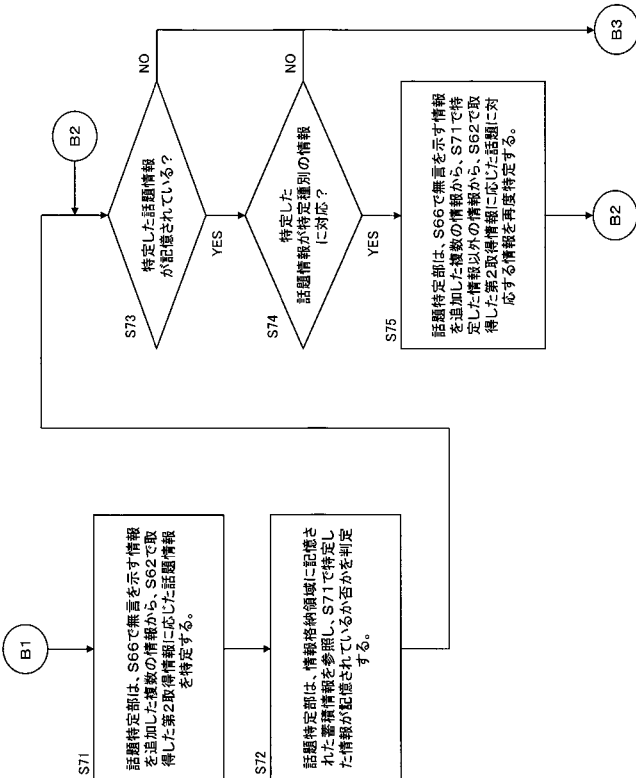 B1
S71
話題特定部は、S66で無言を示す情報
を追加した複数の情報から、S62で取
得した第2取得情報に応じた話題情報
を特定する。
S72
話題特定部は、情報格納領域に記憶さ
れた蓄積情報を参照し、S71で特定し
た情報が記憶されているか否かを判定
する。
B2
S73
特定した話題情報
が記憶されている?
NO
YES
S74
特定した
話題情報が特定種別の情報
に対応?
NO
YES
S75
話題特定部は、S66で無言を示す情報
を追加した複数の情報から、S71で特
定した情報以外の情報から、S62で取
得した第2取得情報に応じた話題に対
応する情報を再度特定する。
B2
B3